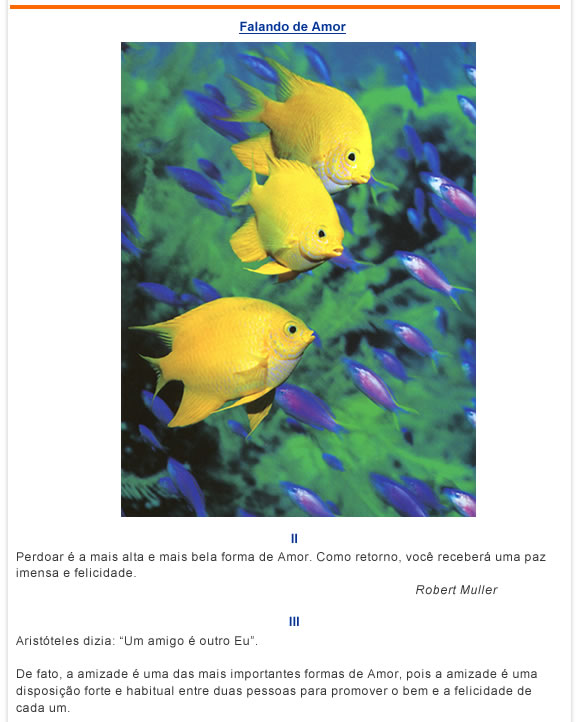 Falando de Amor
II
Perdoar é a mais alta e mais bela forma de Amor. Como retorno, você receberá uma paz
imensa e felicidade.
Robert Muller
III
Aristóteles dizia: “Um amigo é outro Eu”.
De fato, a amizade é uma das mais importantes formas de Amor, pois a amizade é uma
disposição forte e habitual entre duas pessoas para promover o bem e a felicidade de
cada um.